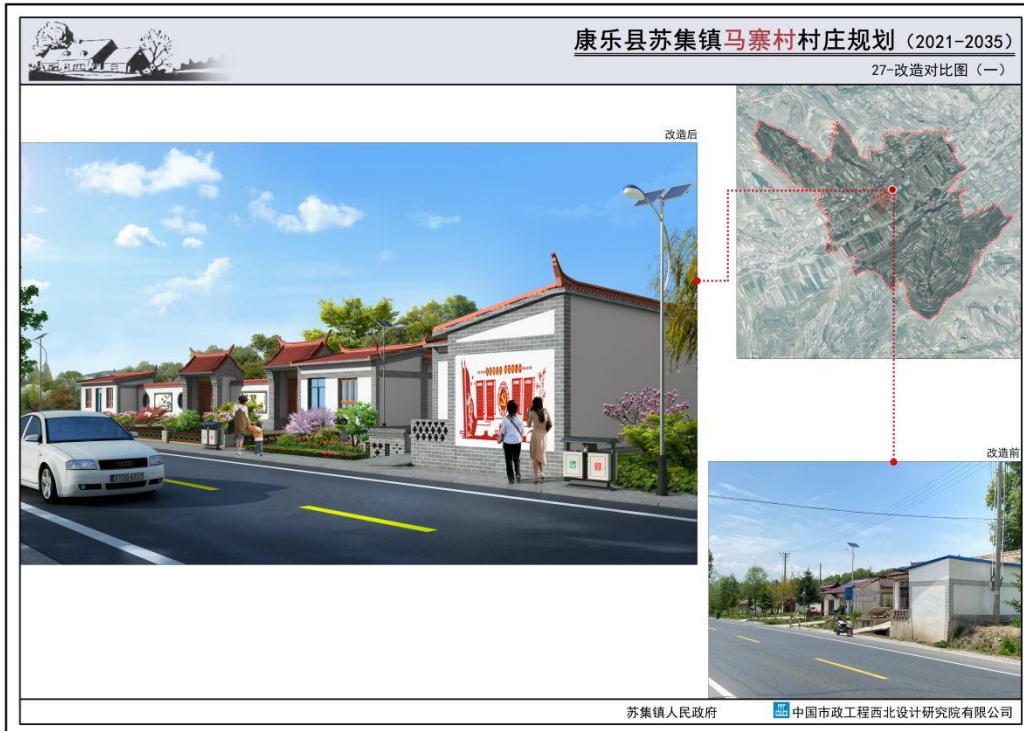 康乐县苏集镇马寨村村庄规划（2021-2035）
27-改造对比图（一）
改造后
改造前
苏集镇人民政府
中国市政工程西北设计研究院有限公司